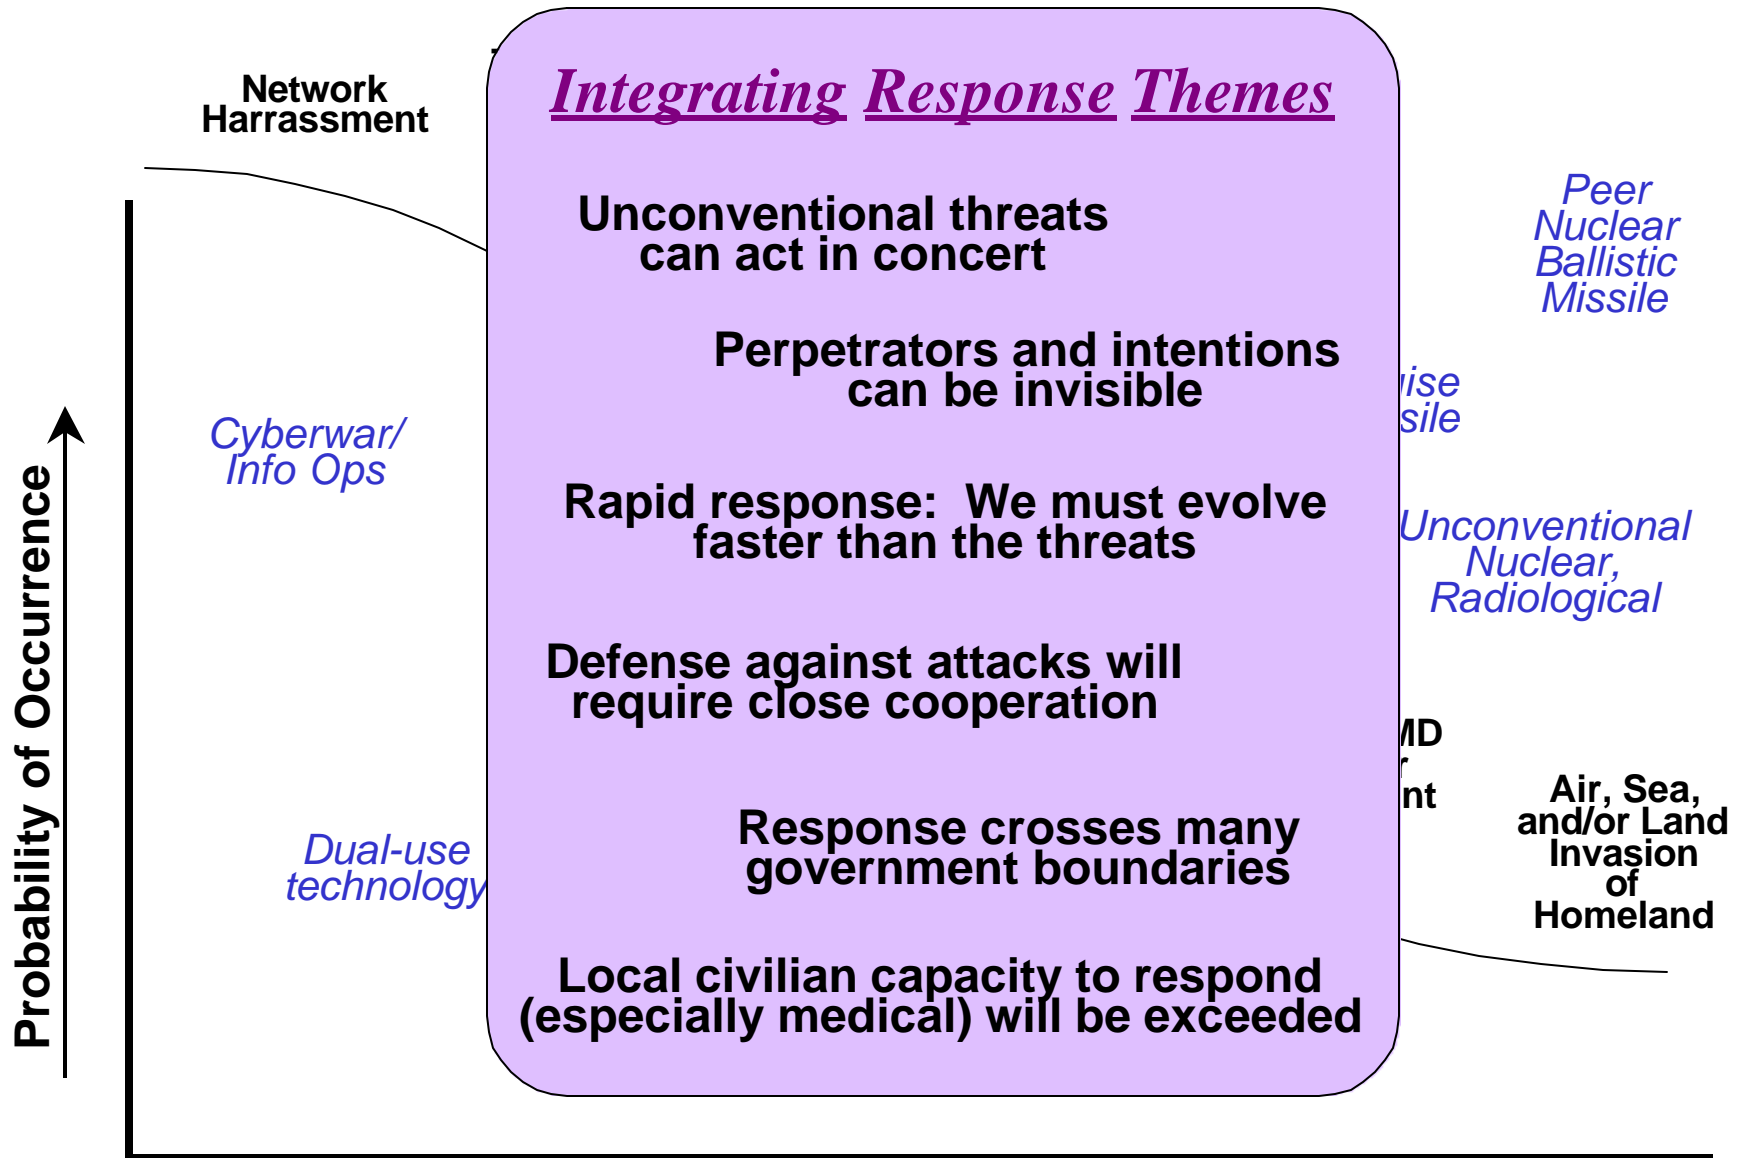 Network
Harrassment
Cyberwar/
Info Ops
Dual-use
technology
Probability of Occurrence
Integrating Response Themes
Unconventional threats
can act in concert
Perpetrators and intentions
can be invisible
Rapid response:  We must evolve
faster than the threats
Defense against attacks will
require close cooperation
Response crosses many
government boundaries
Local civilian capacity to respond
(especially medical) will be exceeded
Peer
Nuclear
Ballistic
Missile
Unconventional
Nuclear,
Radiological
Air, Sea,
and/or Land
Invasion
of
Homeland